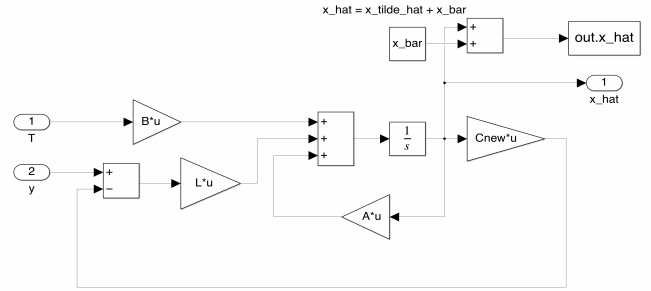 x_hat = x_tilde_hat + x_bar
x_bar
+
+
out.x_hat
1
x_hat
1
T
B*u
+
+
+
1
s
Cnew*u
2
y
+
−
L*u
A*u